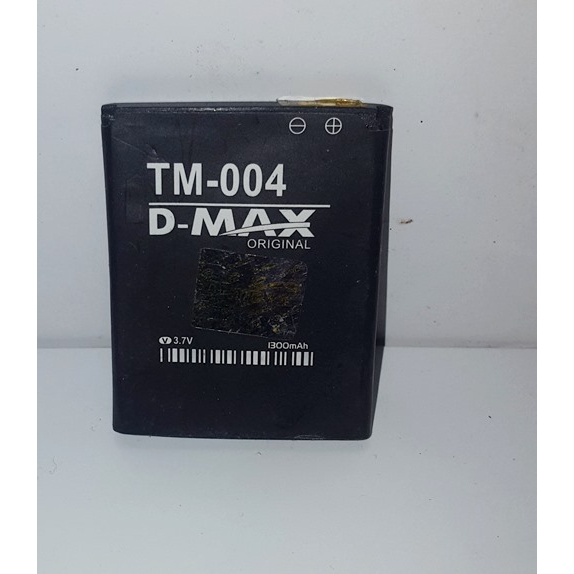 ⊖ ⊕
TM-004
D-MAX
ORIGINAL
V 3.7V 1300mAh